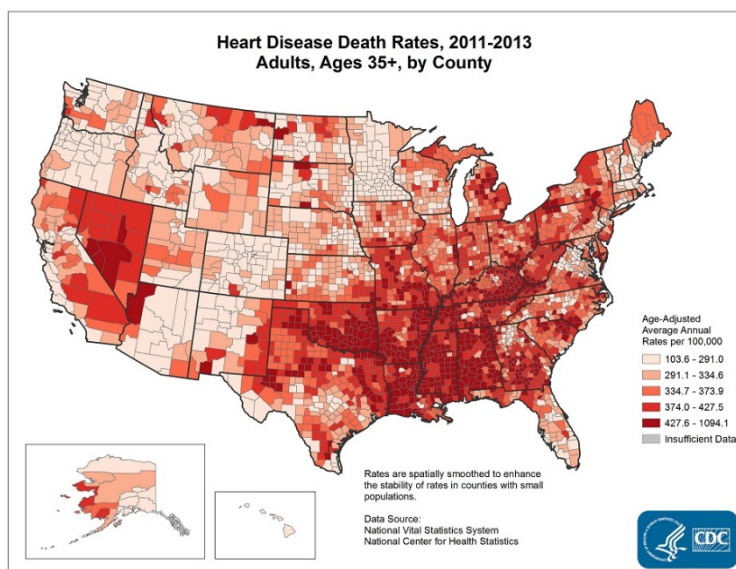 Heart Disease Death Rates, 2011-2013
Adults, Ages 35+, by County
Age-Adjusted
Average Annual
Rates per 100,000
103.6 - 291.0
291.1 - 334.6
334.7 - 373.9
374.0 - 427.5
427.6 - 1094.1
Insufficient Data
Rates are spatially smoothed to enhance
the stability of rates in counties with small
populations.
Data Source:
National Vital Statistics System
National Center for Health Statistics
CDC